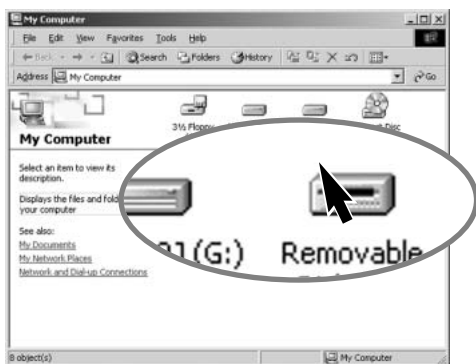 My Computer
File Edit View Favorites Tools Help
Back Search Folders History
Address My Computer Go
3½ Floppy Disc
My Computer
Select an item to view its
description.
Displays the files and
your computer
See also:
My Documents
My Network Places
Network and Dial-up Connections
(G:) Removable
8 object(s) My Computer